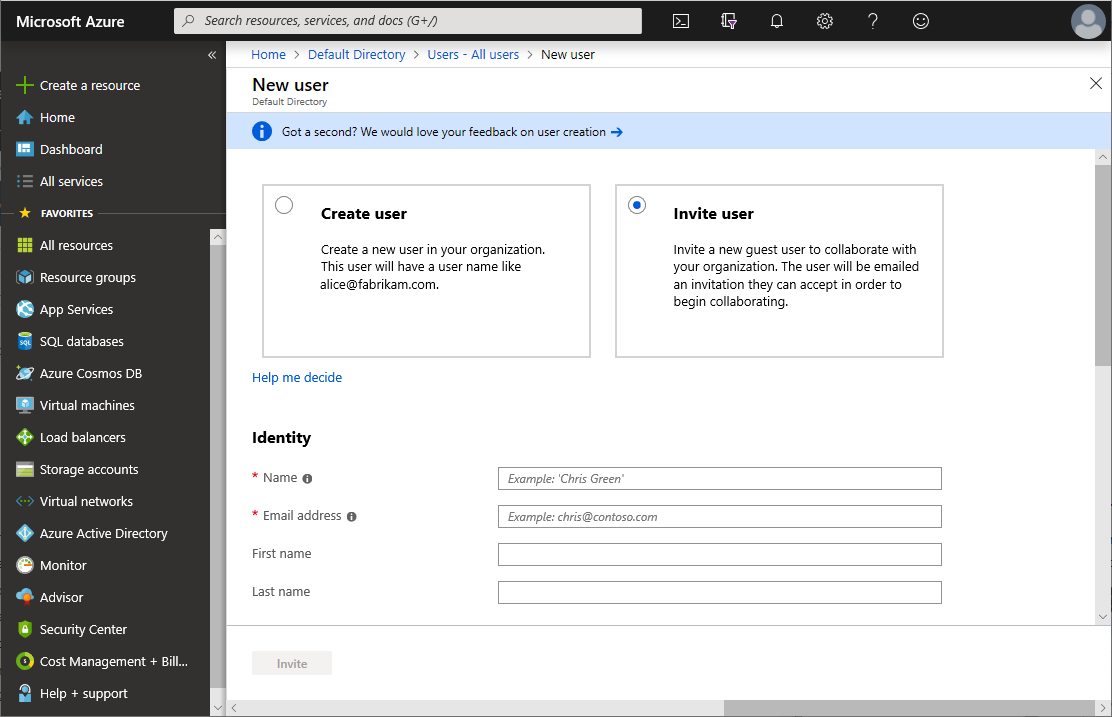 Microsoft Azure
Search resources, services, and docs (G+/)
«
Create a resource
Home
Dashboard
All services
FAVORITES
All resources
Resource groups
App Services
SQL databases
Azure Cosmos DB
Virtual machines
Load balancers
Storage accounts
Virtual networks
Azure Active Directory
Monitor
Advisor
Security Center
Cost Management + Bill...
Help + support
Home > Default Directory > Users - All users > New user
New user
Default Directory
Got a second? We would love your feedback on user creation →
Create user
Create a new user in your organization.
This user will have a user name like
alice@fabrikam.com.
Invite user
Invite a new guest user to collaborate with
your organization. The user will be emailed
an invitation they can accept in order to
begin collaborating.
Help me decide
Identity
* Name
Example: 'Chris Green'
* Email address
Example: chris@contoso.com
First name
Last name
Invite